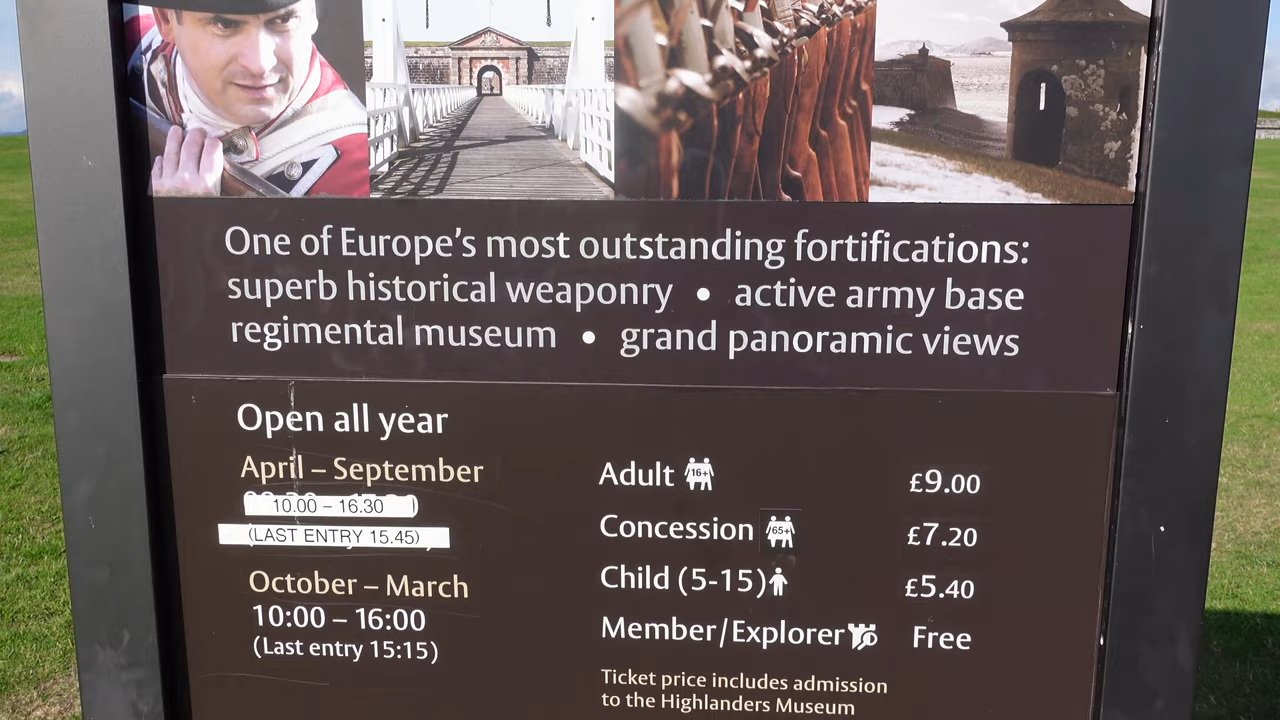 One of Europe's most outstanding fortifications:
superb historical weaponry • active army base
regimental museum • grand panoramic views
Open all year
April – September
10.00 – 16.30
(LAST ENTRY 15.45)
October – March
10:00 – 16:00
(Last entry 15:15)
Adult 16+ £9.00
Concession 65+ £7.20
Child (5-15) £5.40
Member/Explorer Free
Ticket price includes admission
to the Highlanders Museum